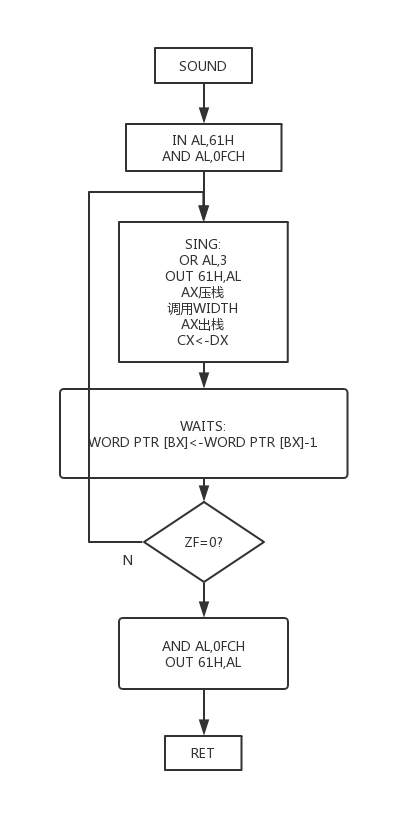 SOUND
IN AL,61H
AND AL,0FCH
SING:
OR AL,3
OUT 61H,AL
AX压栈
调用WIDTH
AX出栈
CX<-DX
WAITS:
WORD PTR [BX]<-WORD PTR [BX]-1
ZF=0?
N
AND AL,0FCH
OUT 61H,AL
RET